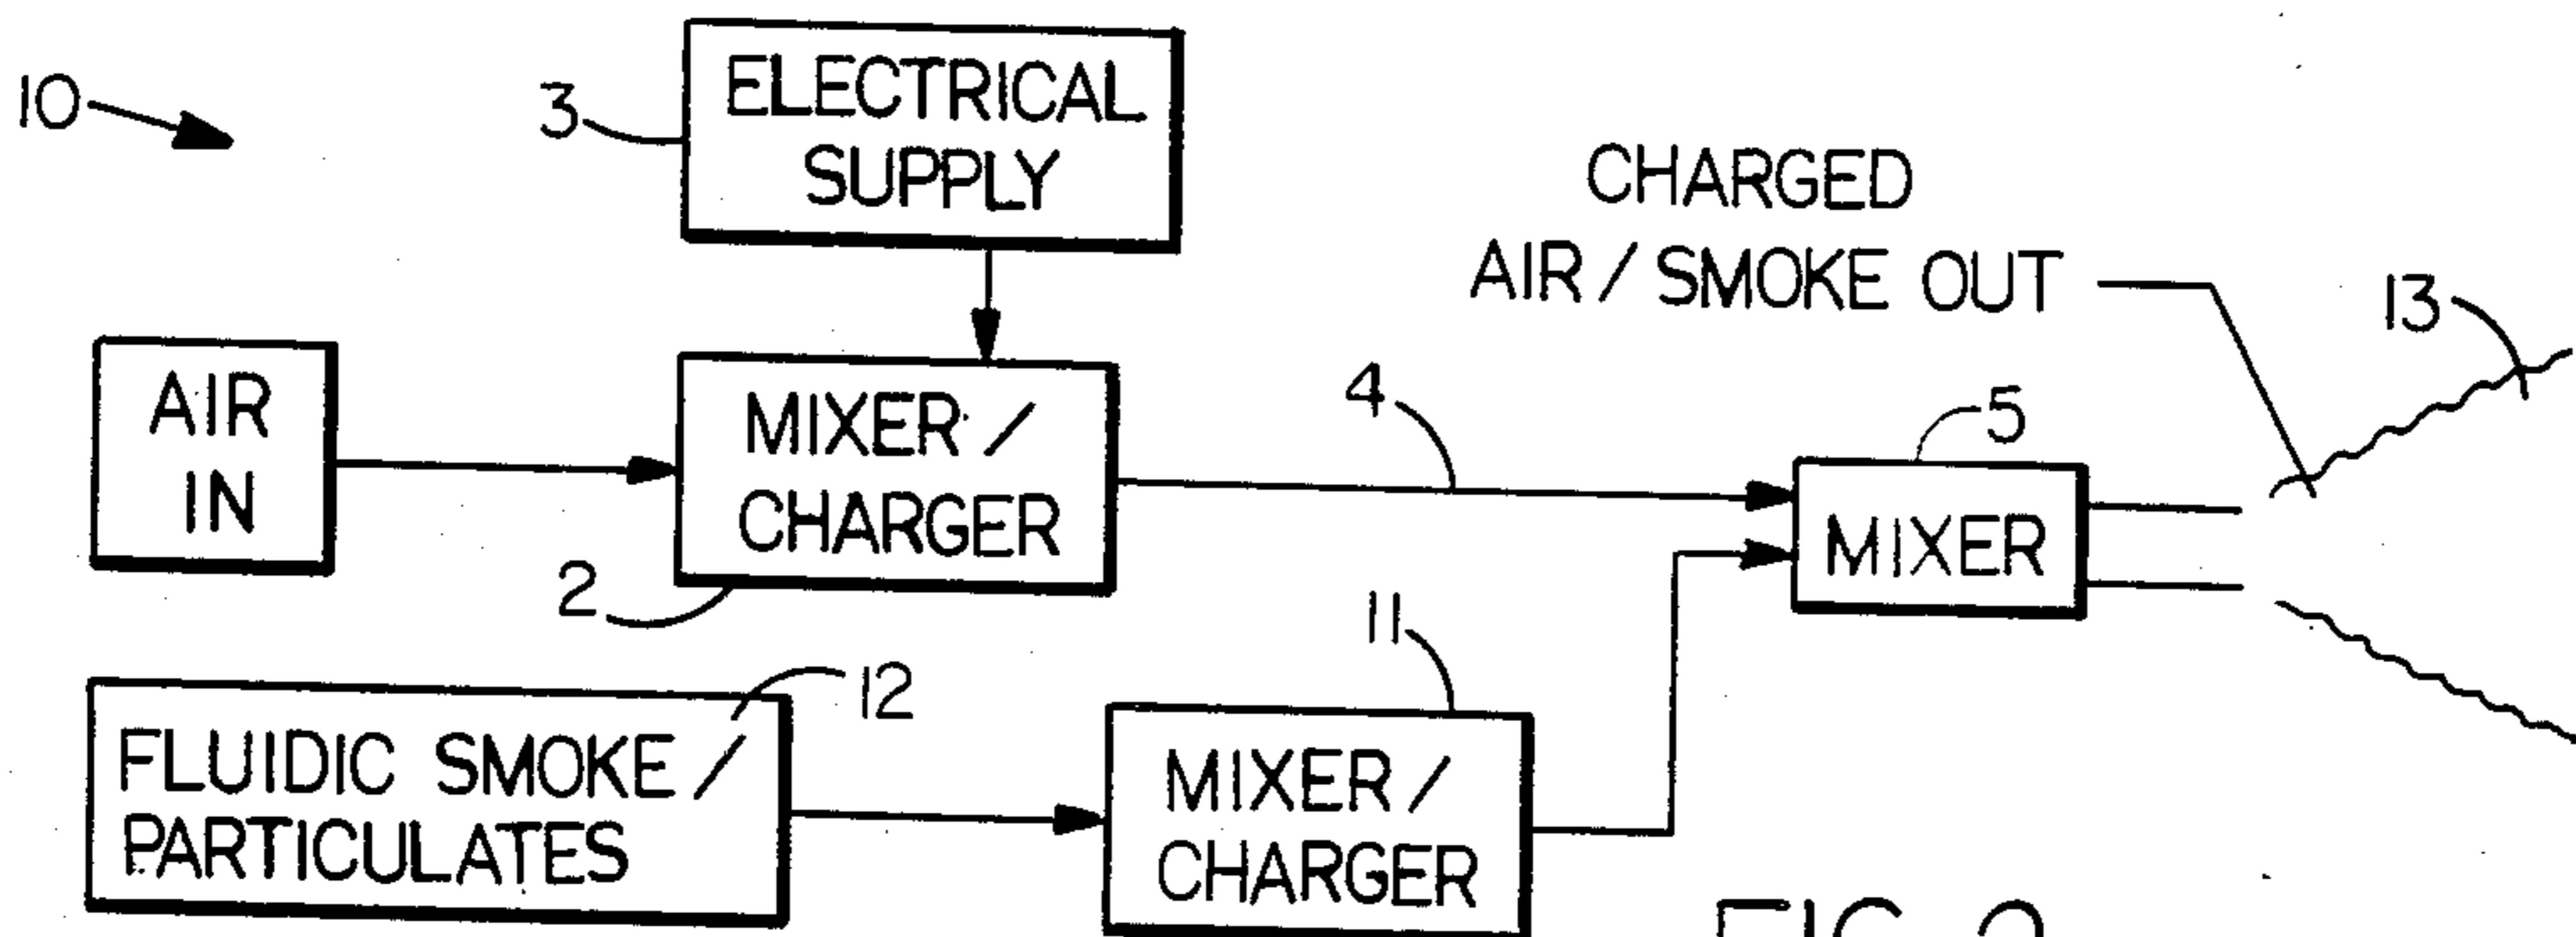 10
3
ELECTRICAL
SUPPLY
CHARGED
AIR / SMOKE OUT
13
AIR
IN
MIXER /
CHARGER
2
4
5
MIXER
12
FLUIDIC SMOKE /
PARTICULATES
11
MIXER /
CHARGER